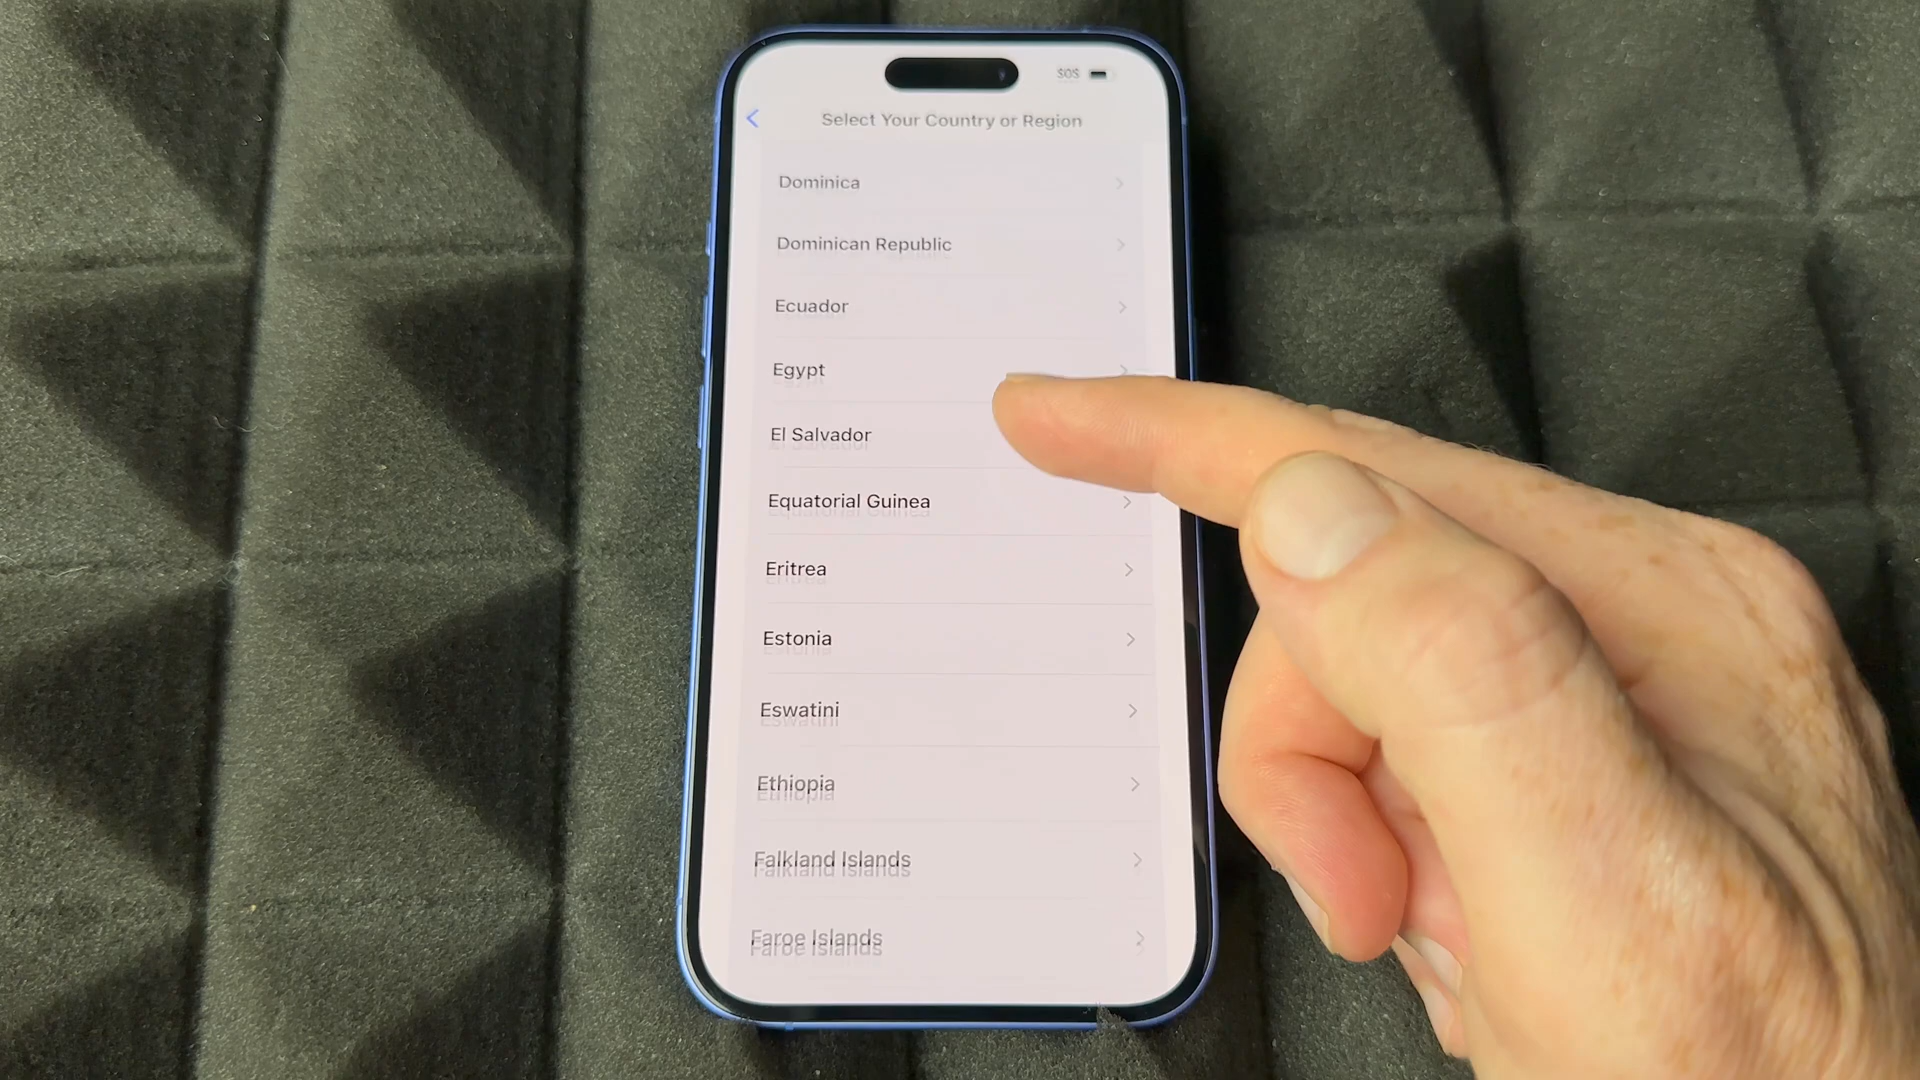 SOS
Select Your Country or Region
Dominica
Dominican Republic
Ecuador
Egypt
El Salvador
Equatorial Guinea
Eritrea
Estonia
Eswatini
Ethiopia
Falkland Islands
Faroe Islands